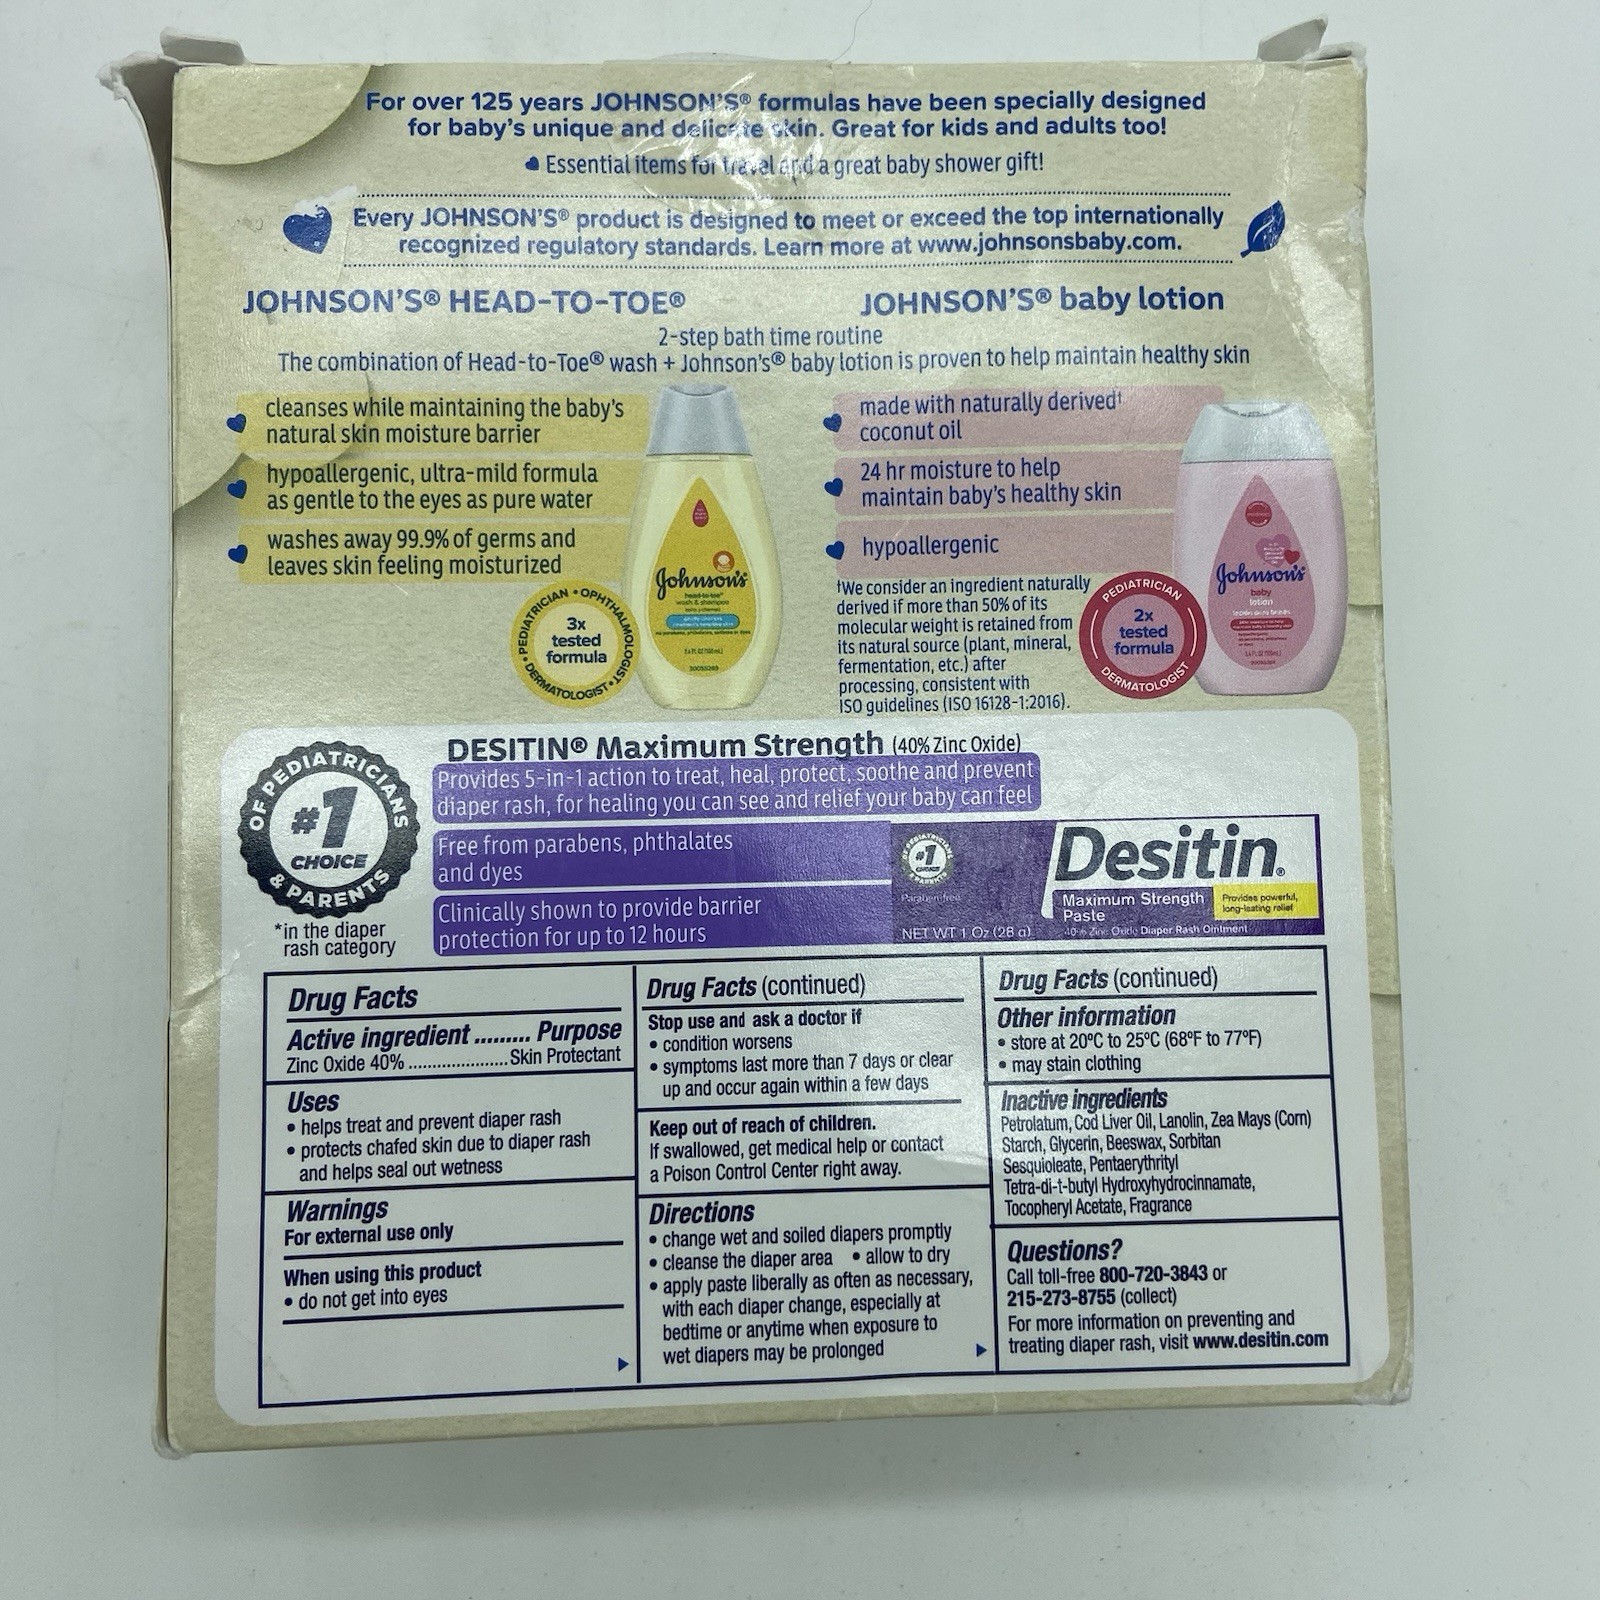 For over 125 years JOHNSON'S® formulas have been specially designed
for baby's unique and delicate skin. Great for kids and adults too!
Essential items for travel and a great baby shower gift!
Every JOHNSON'S® product is designed to meet or exceed the top internationally
recognized regulatory standards. Learn more at www.johnsonsbaby.com.
JOHNSON'S® HEAD-TO-TOE®
JOHNSON'S® baby lotion
2-step bath time routine
The combination of Head-to-Toe® wash + Johnson's® baby lotion is proven to help maintain healthy skin
cleanses while maintaining the baby's
natural skin moisture barrier
hypoallergenic, ultra-mild formula
as gentle to the eyes as pure water
washes away 99.9% of germs and
leaves skin feeling moisturized
PEDIATRICIAN • OPHTHALMOLOGIST • DERMATOLOGIST •
3x
tested
formula
Johnson's®
head-to-toe®
wash & shampoo
made with naturally derived†
coconut oil
24 hr moisture to help
maintain baby's healthy skin
hypoallergenic
†We consider an ingredient naturally
derived if more than 50% of its
molecular weight is retained from
its natural source (plant, mineral,
fermentation, etc.) after
processing, consistent with
ISO guidelines (ISO 16128-1:2016).
PEDIATRICIAN
2x
tested
formula
DERMATOLOGIST
Johnson's®
baby
lotion
DESITIN® Maximum Strength (40% Zinc Oxide)
Provides 5-in-1 action to treat, heal, protect, soothe and prevent
diaper rash, for healing you can see and relief your baby can feel
Free from parabens, phthalates
and dyes
Clinically shown to provide barrier
protection for up to 12 hours
OF PEDIATRICIANS
#1
CHOICE
& PARENTS
*in the diaper
rash category
#1
CHOICE
Paraben free
NET WT 1 Oz (28 g)
Desitin®
Maximum Strength
Paste
Provides powerful,
long-lasting relief
40% Zinc Oxide Diaper Rash Ointment
Drug Facts
Active ingredient ......... Purpose
Zinc Oxide 40% ..................... Skin Protectant
Uses
• helps treat and prevent diaper rash
• protects chafed skin due to diaper rash
and helps seal out wetness
Warnings
For external use only
When using this product
• do not get into eyes
Drug Facts (continued)
Stop use and ask a doctor if
• condition worsens
• symptoms last more than 7 days or clear
up and occur again within a few days
Keep out of reach of children.
If swallowed, get medical help or contact
a Poison Control Center right away.
Directions
• change wet and soiled diapers promptly
• cleanse the diaper area • allow to dry
• apply paste liberally as often as necessary,
with each diaper change, especially at
bedtime or anytime when exposure to
wet diapers may be prolonged
Drug Facts (continued)
Other information
• store at 20ºC to 25ºC (68ºF to 77ºF)
• may stain clothing
Inactive ingredients
Petrolatum, Cod Liver Oil, Lanolin, Zea Mays (Corn)
Starch, Glycerin, Beeswax, Sorbitan
Sesquioleate, Pentaerythrityl
Tetra-di-t-butyl Hydroxyhydrocinnamate,
Tocopheryl Acetate, Fragrance
Questions?
Call toll-free 800-720-3843 or
215-273-8755 (collect)
For more information on preventing and
treating diaper rash, visit www.desitin.com